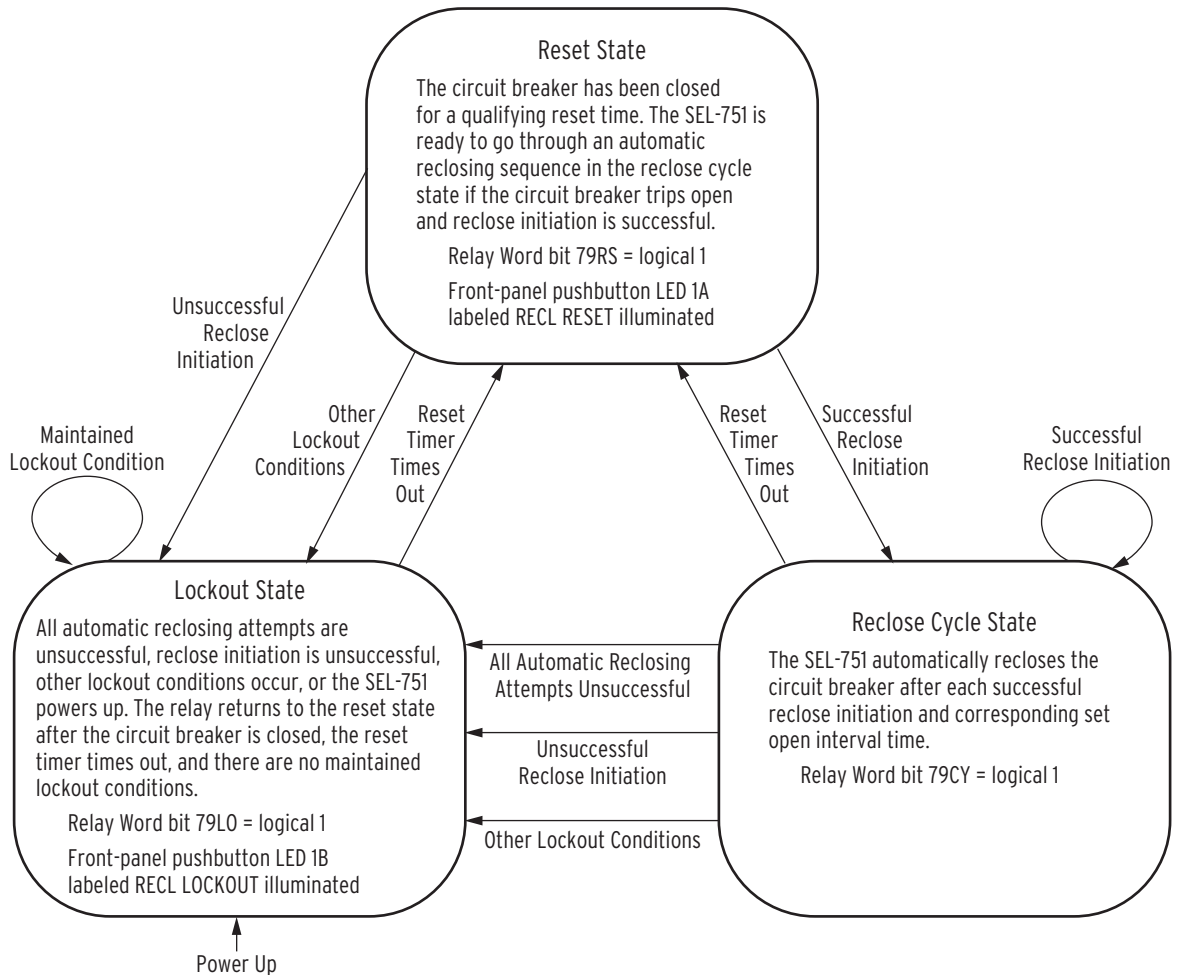 Reset State
The circuit breaker has been closed
for a qualifying reset time. The SEL-751 is
ready to go through an automatic
reclosing sequence in the reclose cycle
state if the circuit breaker trips open
and reclose initiation is successful.
Relay Word bit 79RS = logical 1
Front-panel pushbutton LED 1A
labeled RECL RESET illuminated
Unsuccessful
Reclose
Initiation
Other
Lockout
Conditions
Reset
Timer
Times
Out
Reset
Timer
Times
Out
Successful
Reclose
Initiation
Maintained
Lockout Condition
Successful
Reclose Initiation
Lockout State
All automatic reclosing attempts are
unsuccessful, reclose initiation is unsuccessful,
other lockout conditions occur, or the SEL-751
powers up. The relay returns to the reset state
after the circuit breaker is closed, the reset
timer times out, and there are no maintained
lockout conditions.
Relay Word bit 79LO = logical 1
Front-panel pushbutton LED 1B
labeled RECL LOCKOUT illuminated
All Automatic Reclosing
Attempts Unsuccessful
Unsuccessful
Reclose Initiation
Other Lockout Conditions
Reclose Cycle State
The SEL-751 automatically recloses the
circuit breaker after each successful
reclose initiation and corresponding set
open interval time.
Relay Word bit 79CY = logical 1
Power Up